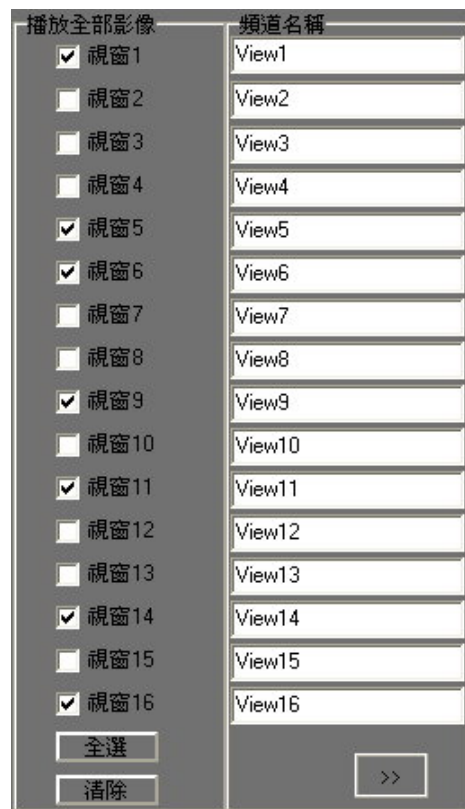 播放全部影像 頻道名稱
視窗1 View1
視窗2 View2
視窗3 View3
視窗4 View4
視窗5 View5
視窗6 View6
視窗7 View7
視窗8 View8
視窗9 View9
視窗10 View10
視窗11 View11
視窗12 View12
視窗13 View13
視窗14 View14
視窗15 View15
視窗16 View16
全選
清除 >>